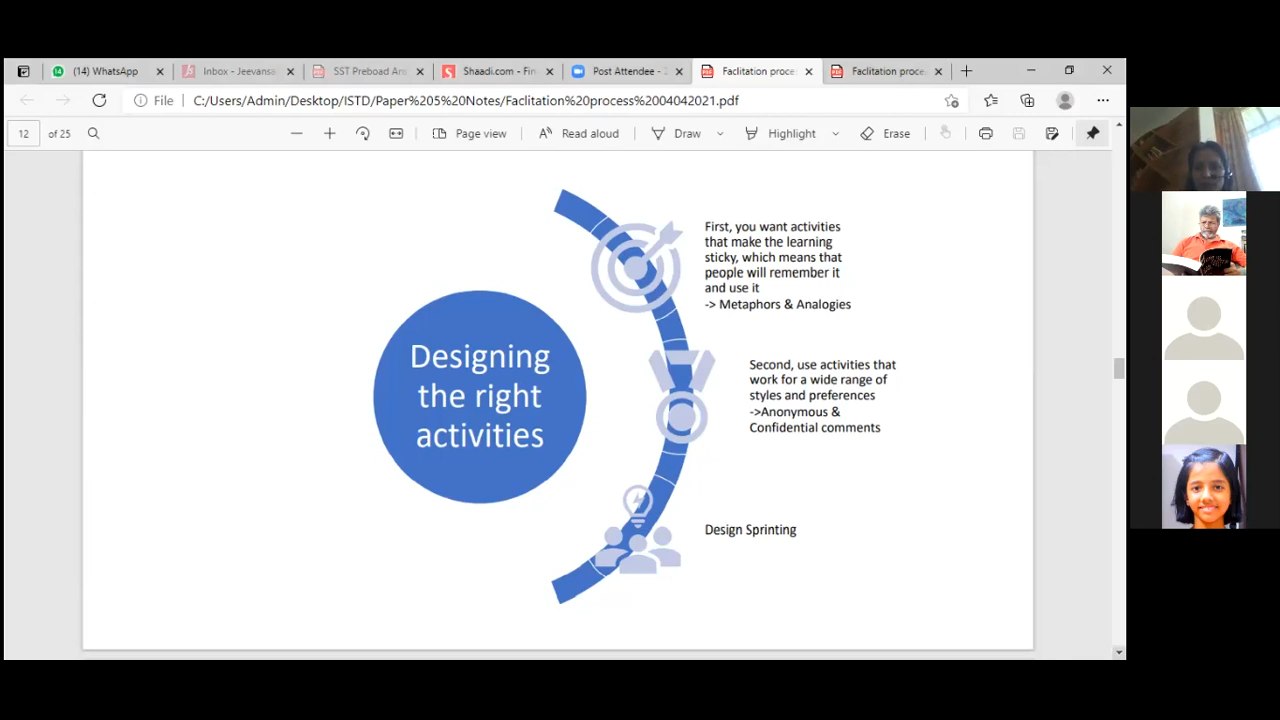 (14) WhatsApp
Inbox - Jeevansa
SST Preboad An
Shaadi.com - Fin
Post Attendee - 2
Faclitation proce
Faclitation proce
File
C:/Users/Admin/Desktop/ISTD/Paper%205%20Notes/Faclitation%20process%2004042021.pdf
12 of 25
Page view
Read aloud
Draw
Highlight
Erase
Designing
the right
activities
First, you want activities
that make the learning
sticky, which means that
people will remember it
and use it
-> Metaphors & Analogies
Second, use activities that
work for a wide range of
styles and preferences
->Anonymous &
Confidential comments
Design Sprinting